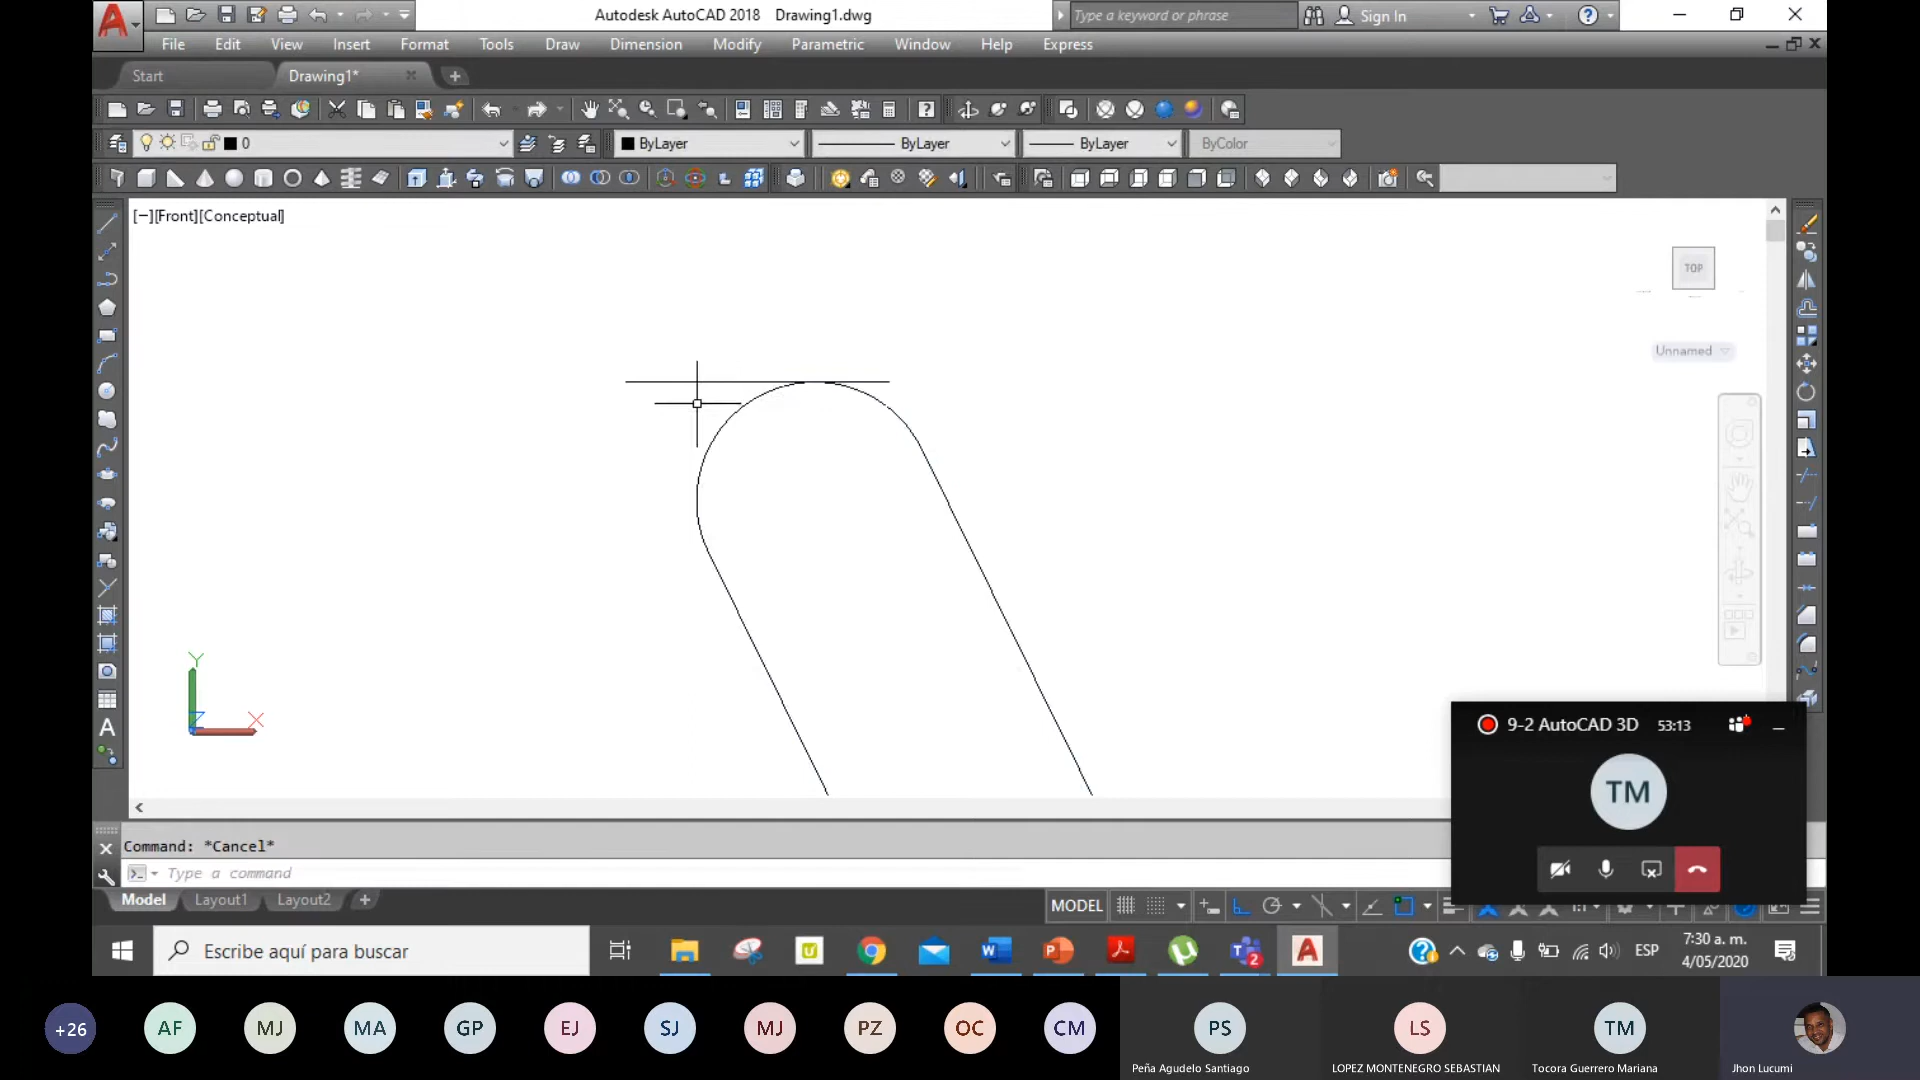 Autodesk AutoCAD 2018 Drawing1.dwg
Type a keyword or phrase
Sign In
File Edit View Insert Format Tools Draw Dimension Modify Parametric Window Help Express
Start Drawing1*
0 ByLayer ByLayer ByLayer ByColor
[−][Front][Conceptual]
TOP
Unnamed
Y
Z X
9-2 AutoCAD 3D 53:13
TM
Command: *Cancel*
Type a command
Model Layout1 Layout2
MODEL
1:1
Escribe aquí para buscar
2
ESP
7:30 a. m.
4/05/2020
+26 AF MJ MA GP EJ SJ MJ PZ OC CM PS LS TM
Peña Agudelo Santiago LOPEZ MONTENEGRO SEBASTIAN Tocora Guerrero Mariana Jhon Lucumi